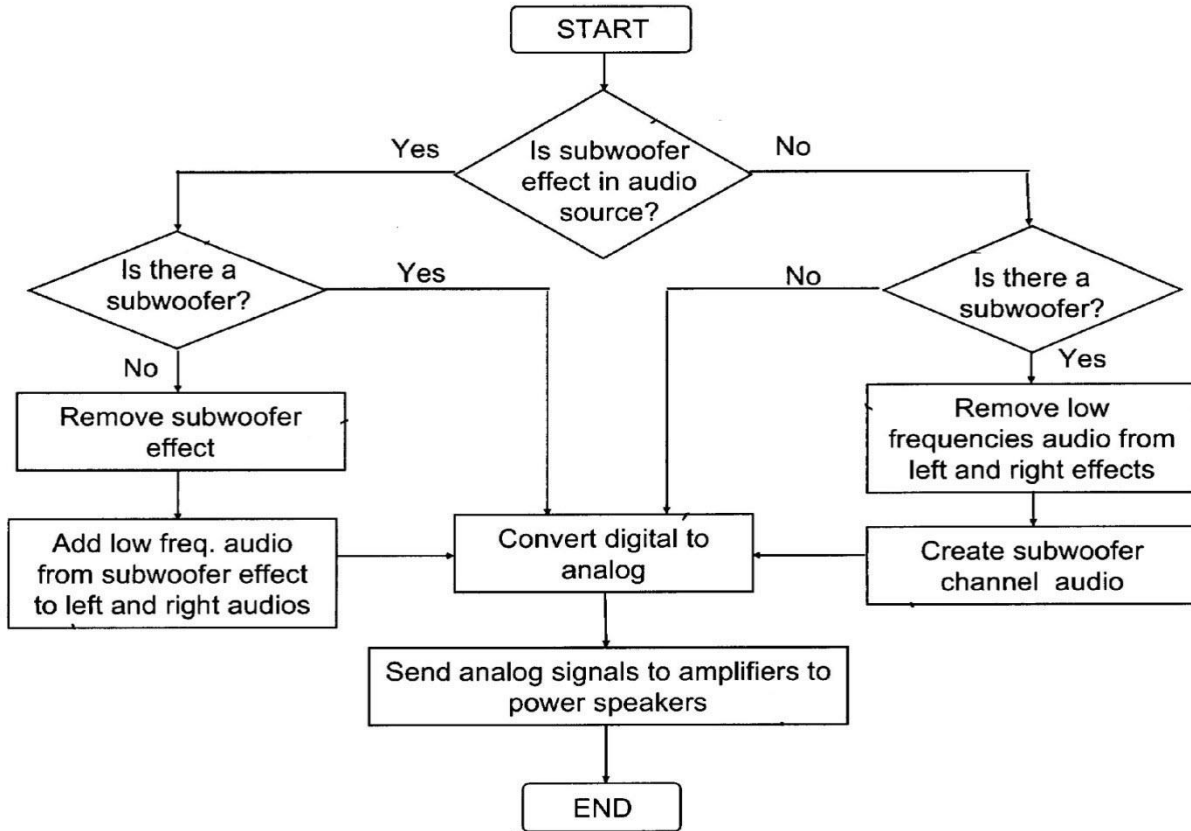 START
Is subwoofer
effect in audio
source?
Yes
No
Is there a
subwoofer?
Yes
No
Is there a
subwoofer?
No
Yes
Remove subwoofer
effect
Remove low
frequencies audio from
left and right effects
Add low freq. audio
from subwoofer effect
to left and right audios
Convert digital to
analog
Create subwoofer
channel audio
Send analog signals to amplifiers to
power speakers
END